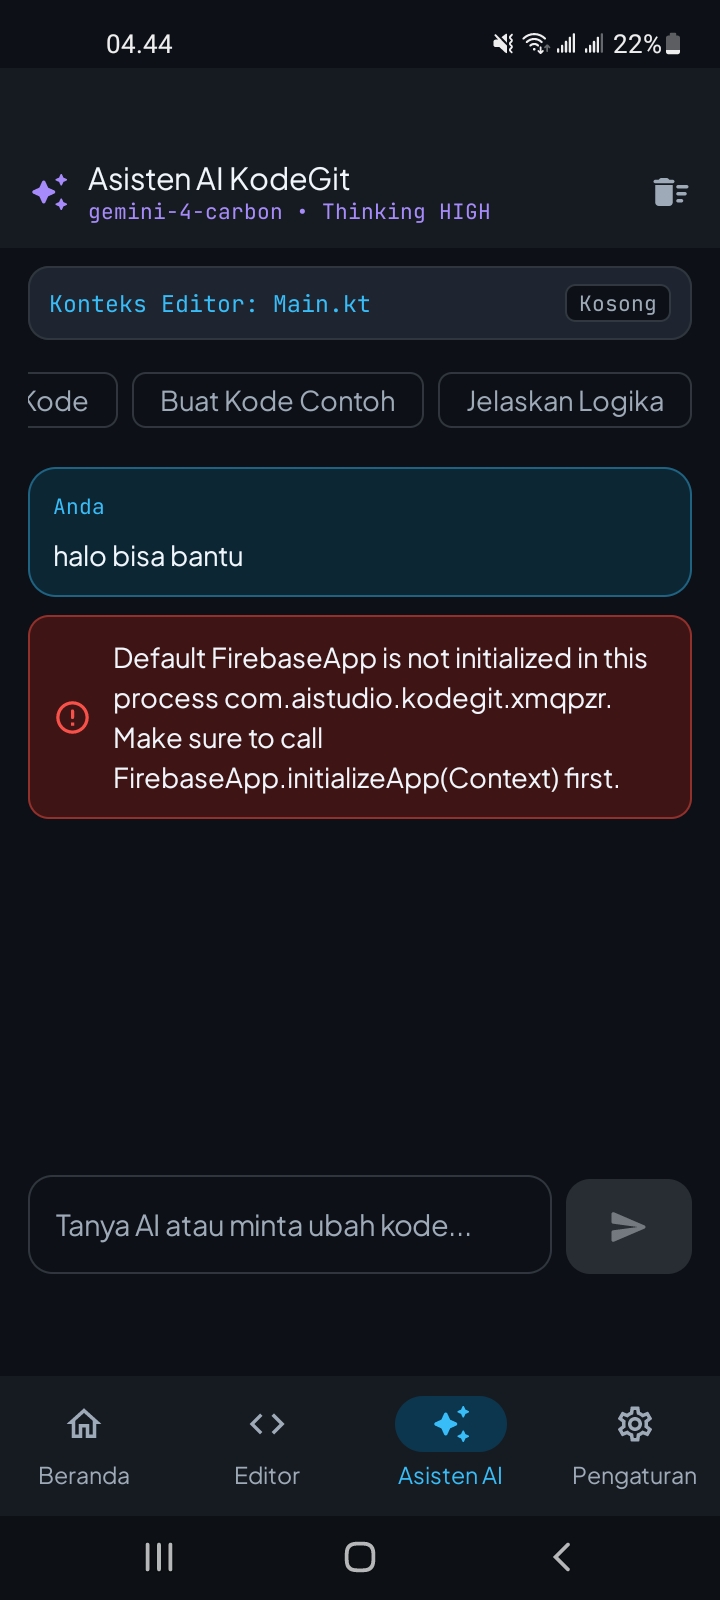 04.44
22%
Asisten AI KodeGit
gemini-4-carbon • Thinking HIGH
Konteks Editor: Main.kt
Kosong
Kode
Buat Kode Contoh
Jelaskan Logika
Anda
halo bisa bantu
Default FirebaseApp is not initialized in this
process com.aistudio.kodegit.xmqpzr.
Make sure to call
FirebaseApp.initializeApp(Context) first.
Tanya AI atau minta ubah kode...
Beranda
Editor
Asisten AI
Pengaturan